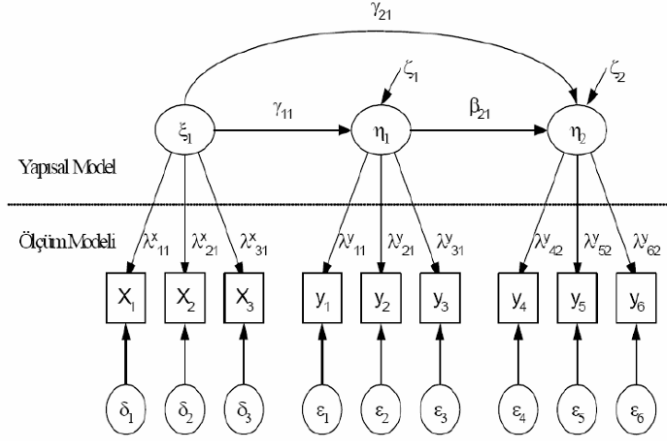 γ21
ζ1 ζ2
γ11 β21
ξ1 η1 η2
Yapısal Model
Ölçüm Modeli
λx11 λx21 λx31 λy11 λy21 λy31 λy42 λy52 λy62
X1 X2 X3 y1 y2 y3 y4 y5 y6
δ1 δ2 δ3 ε1 ε2 ε3 ε4 ε5 ε6